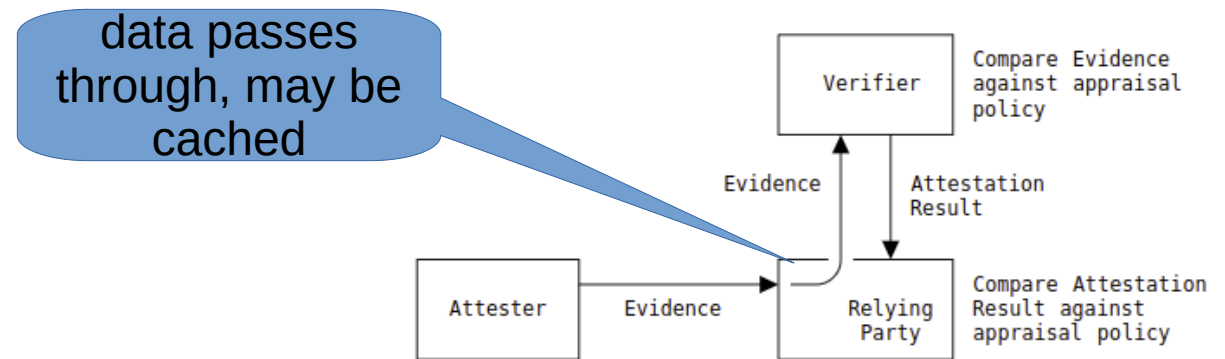 data passes
through, may be
cached
Verifier
Compare Evidence
against appraisal
policy
Evidence
Attestation
Result
Attester
Evidence
Relying
Party
Compare Attestation
Result against
appraisal policy